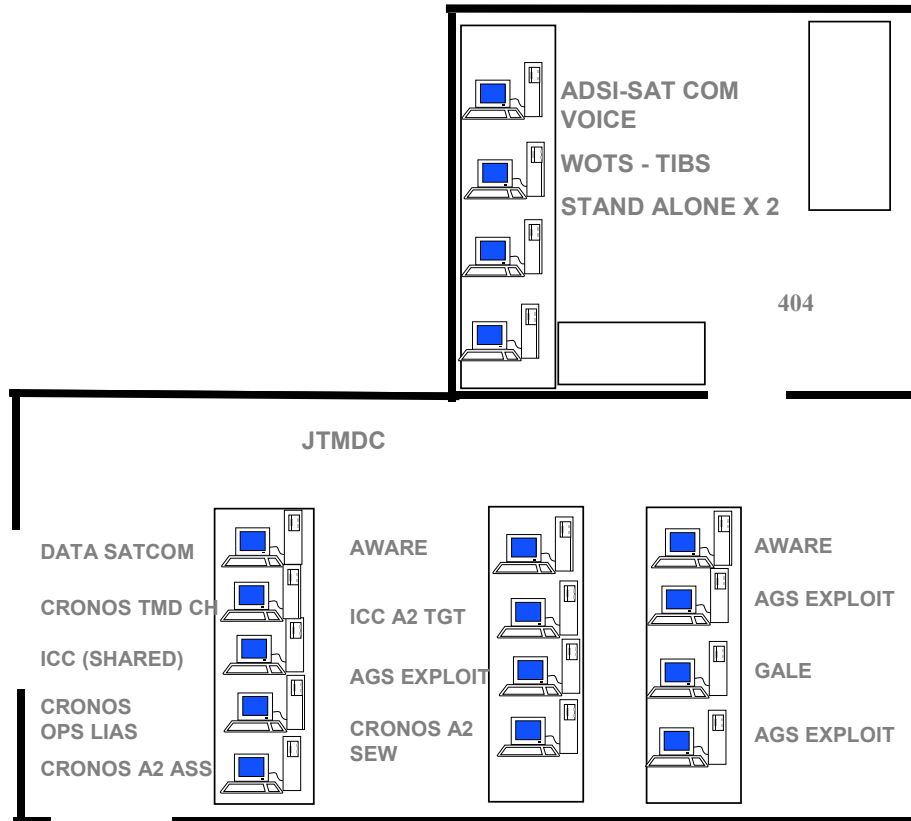 ADSI-SAT COM
VOICE
WOTS - TIBS
STAND ALONE X 2
404
JTMDC
DATA SATCOM
CRONOS TMD CH
ICC (SHARED)
CRONOS
OPS LIAS
CRONOS A2 ASS
AWARE
ICC A2 TGT
AGS EXPLOIT
CRONOS A2
SEW
AWARE
AGS EXPLOIT
GALE
AGS EXPLOIT